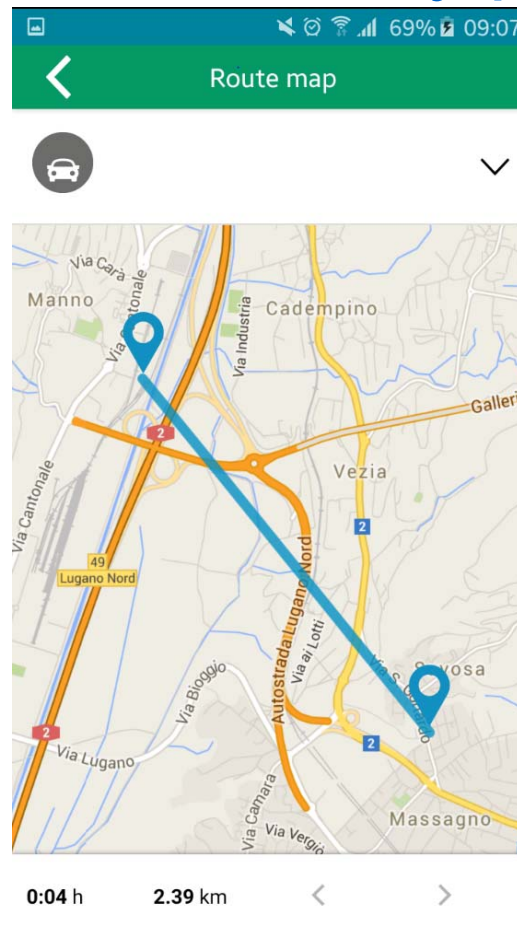 69% 09:07
Route map
Via Carà
Manno
Via Cantonale
Via Industria
Cadempino
2
Galleri
Via Cantonale
Vezia
2
49
Lugano Nord
Autostrada Lugano Nord
Via ai Lotti
Via Bioggio
Via S. Gottardo
2
Via Lugano
2
Via Camara
Via Vergiò
Massagno
0:04 h 2.39 km